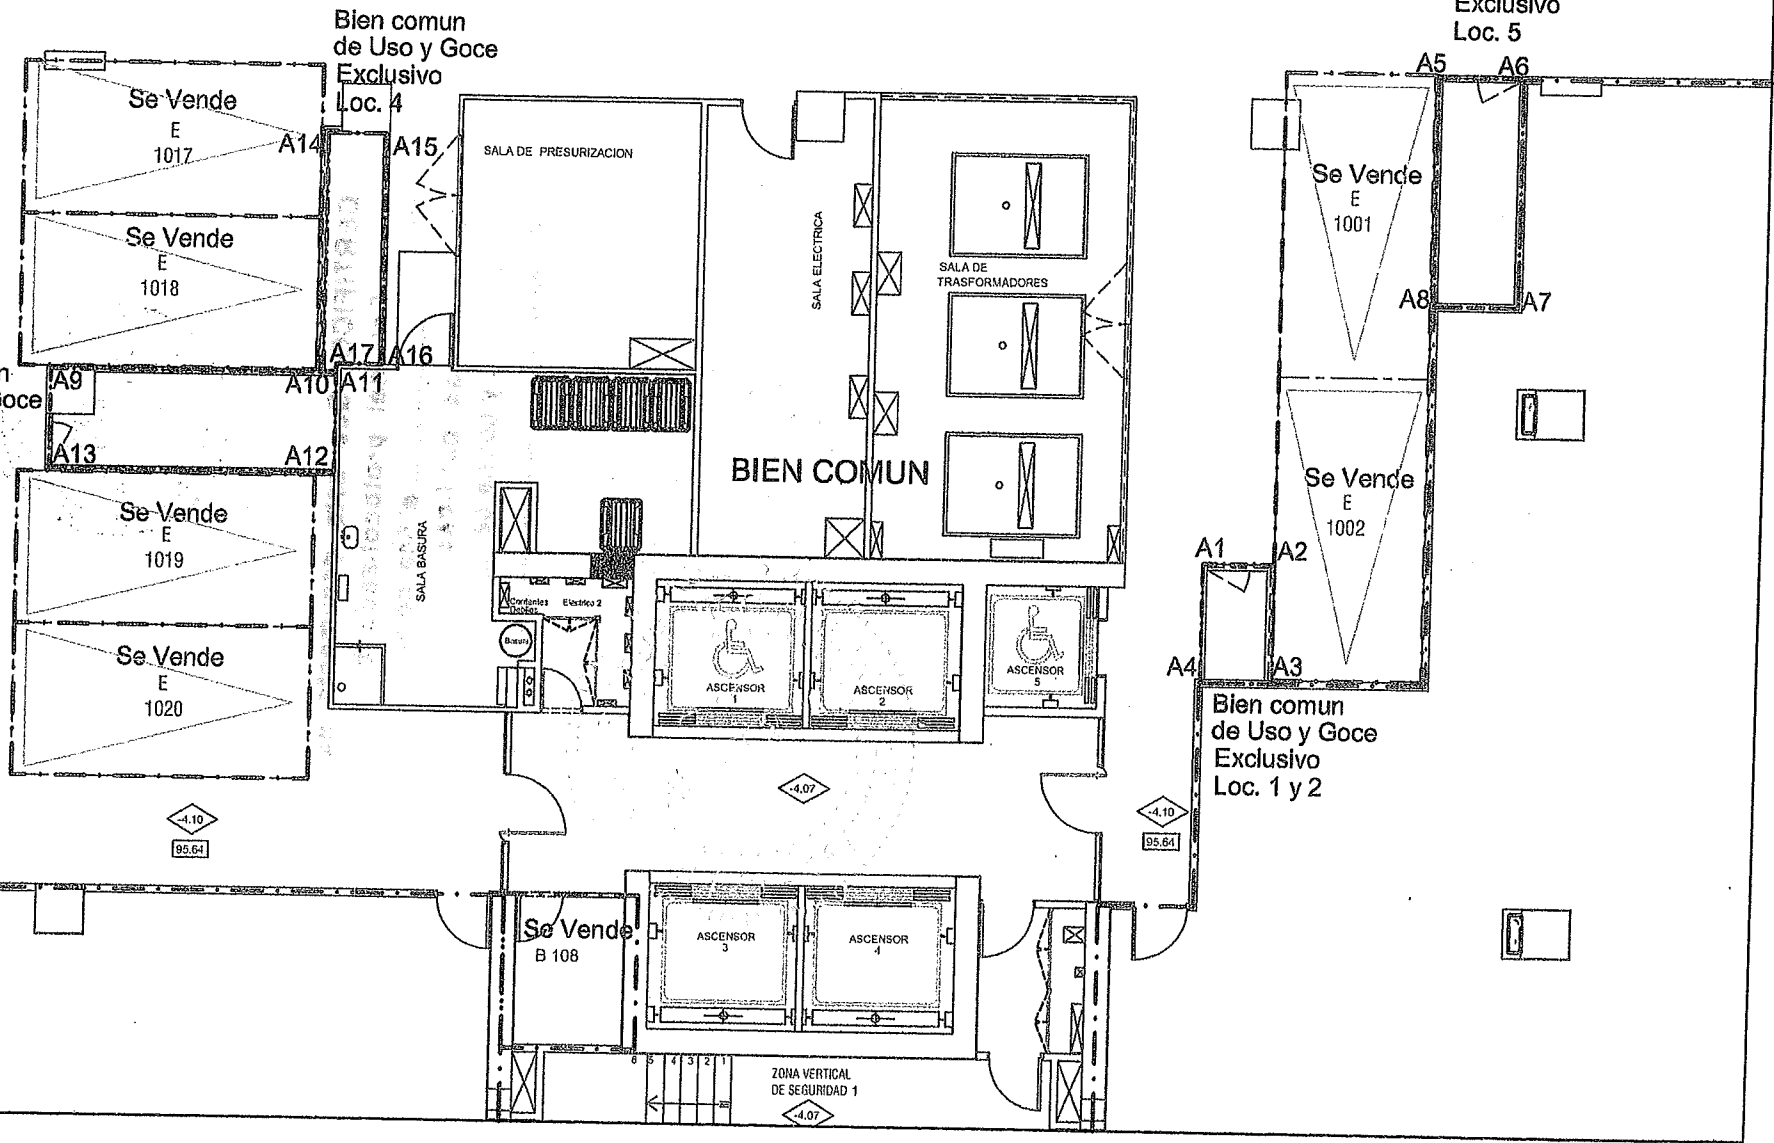 Bien comun
de Uso y Goce
Exclusivo
Loc. 4
Exclusivo
Loc. 5
A5
A6
Se Vende
E
1017
A14
A15
SALA DE PRESURIZACION
SALA ELECTRICA
SALA DE
TRASFORMADORES
Se Vende
E
1001
Se Vende
E
1018
A8
A7
A17
A16
A9
A10
A11
oce
A13
A12
BIEN COMUN
Se Vende
E
1002
Se Vende
E
1019
SALA BASURA
A1
A2
Corrientes
Debiles
Electrico 2
Basura
Se Vende
E
1020
ASCENSOR
1
ASCENSOR
2
ASCENSOR
5
A4
A3
Bien comun
de Uso y Goce
Exclusivo
Loc. 1 y 2
-4.07
-4.10
95.64
-4.10
95.64
Se Vende
B 108
ASCENSOR
3
ASCENSOR
4
6 5 4 3 2 1
ZONA VERTICAL
DE SEGURIDAD 1
-4.07